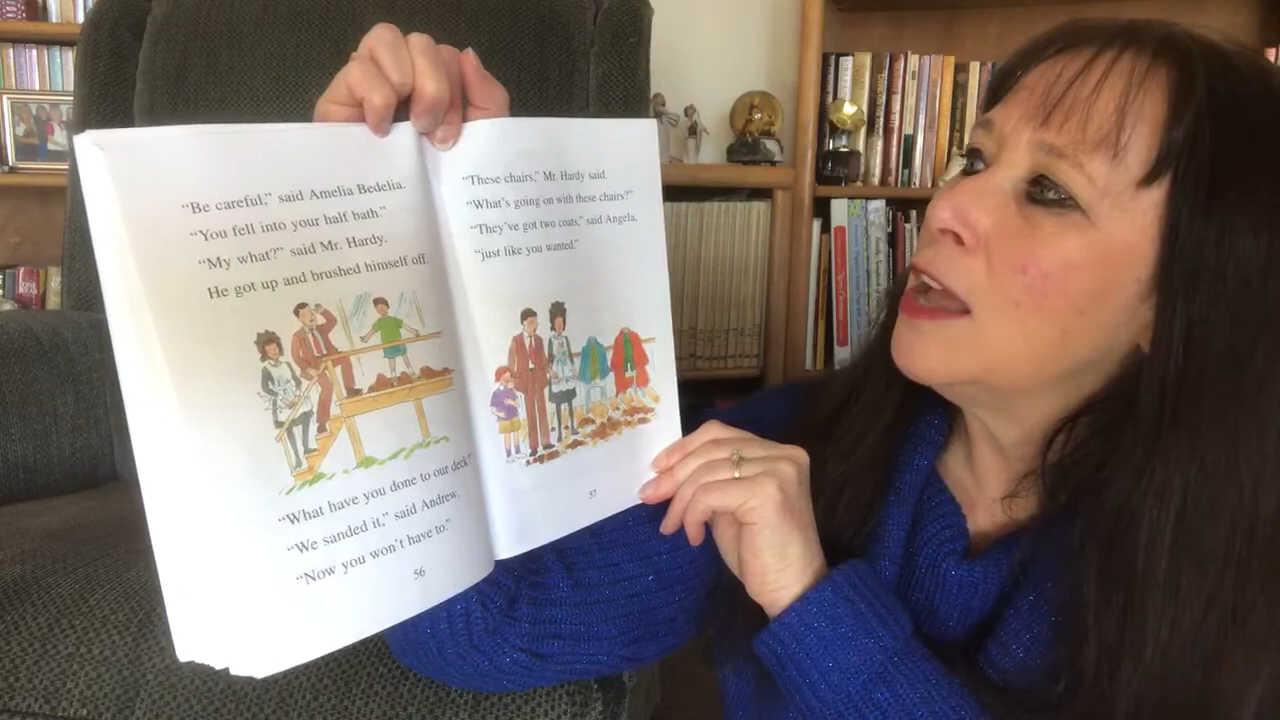 “Be careful,” said Amelia Bedelia.
“You fell into your half bath.”
“My what?” said Mr. Hardy.
He got up and brushed himself off.
“What have you done to our deck?”
“We sanded it,” said Andrew.
“Now you won’t have to.”
56
“These chairs,” Mr. Hardy said.
“What’s going on with these chairs?”
“They’ve got two coats,” said Angela,
“just like you wanted.”
57